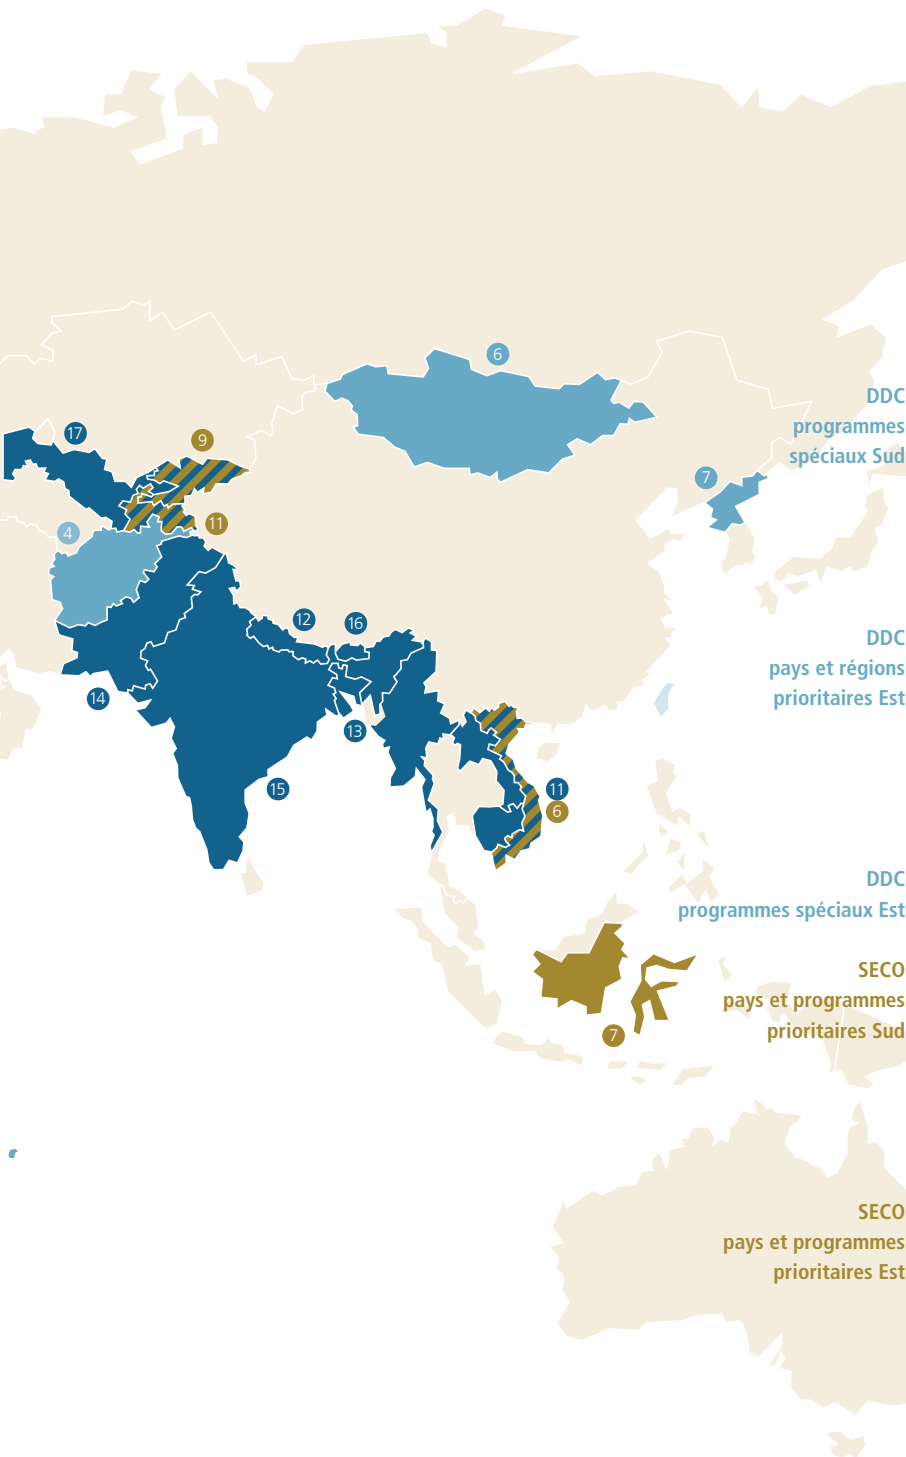 6
DDC
programmes
spéciaux Sud
17
9
7
11
4
12
16
DDC
pays et régions
prioritaires Est
14
13
15
11
6
DDC
programmes spéciaux Est
SECO
pays et programmes
prioritaires Sud
7
SECO
pays et programmes
prioritaires Est